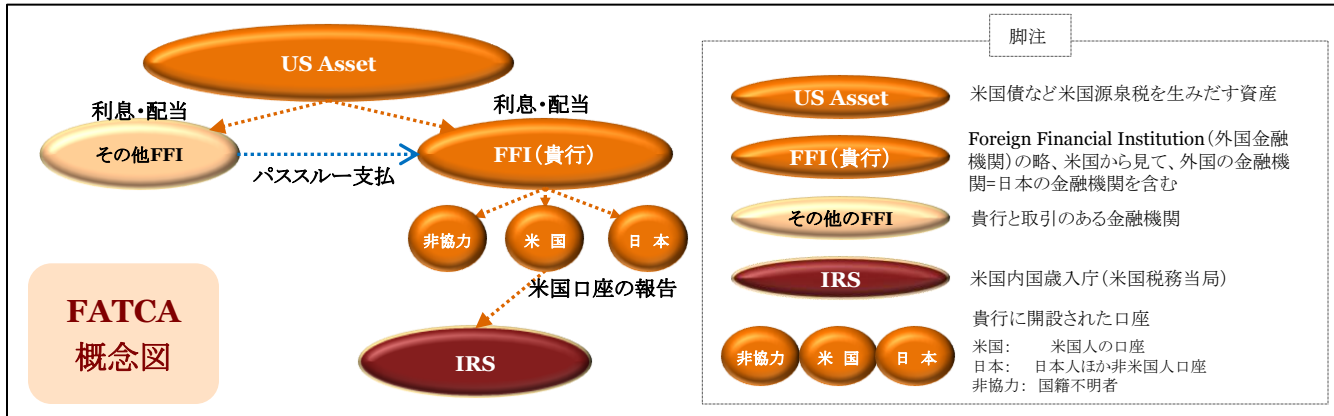 US Asset
利息・配当
利息・配当
その他FFI
FFI（貴行）
パススルー支払
非協力
米 国
日 本
米国口座の報告
FATCA
概念図
IRS
脚注
US Asset
米国債など米国源泉税を生みだす資産
FFI（貴行）
Foreign Financial Institution（外国金融
機関）の略、米国から見て、外国の金融機
関=日本の金融機関を含む
その他のFFI
貴行と取引のある金融機関
IRS
米国内国歳入庁（米国税務当局）
貴行に開設された口座
非協力
米 国
日 本
米国： 米国人の口座
日本： 日本人ほか非米国人口座
非協力： 国籍不明者